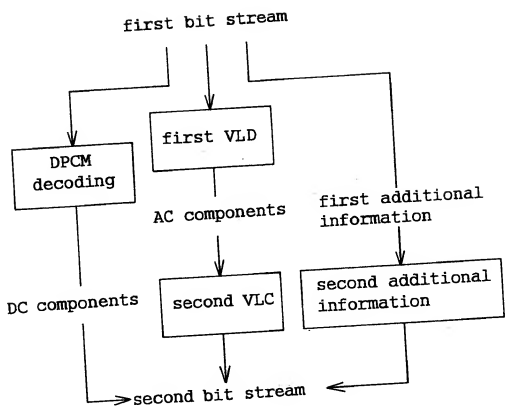 first bit stream
DPCM
decoding
first VLD
AC components
first additional
information
DC components
second VLC
second additional
information
second bit stream